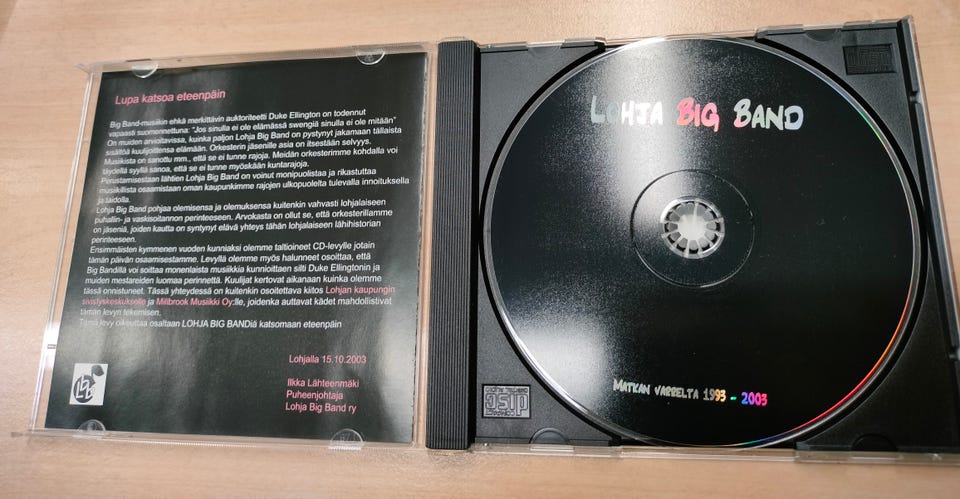 Lupa katsoa eteenpäin
Big Band-musiikin ehkä merkittävin auktoriteetti Duke Ellington on todennut
vapaasti suomennettuna: "Jos sinulla ei ole elämässä swengiä sinulla ei ole mitään"
On muiden arvioitavissa, kuinka paljon Lohja Big Band on pystynyt jakamaan tällaista
sisältöä kuulijoittensa elämään. Orkesterin jäsenille asia on itsestään selvyys.
Musiikista on sanottu mm., että se ei tunne rajoja. Meidän orkesterimme kohdalla voi
täydellä syyllä sanoa, että se ei tunne myöskään kuntarajoja.
Perustamisestaan lähtien Lohja Big Band on voinut monipuolistaa ja rikastuttaa
musiikillista osaamistaan oman kaupunkimme rajojen ulkopuolelta tulevalla innoituksella
ja taidolla.
Lohja Big Band pohjaa olemisensa ja olemuksensa kuitenkin vahvasti lohjalaiseen
puhallin- ja vaskisoitannon perinteeseen. Arvokasta on ollut se, että orkesterillamme
on jäseniä, joiden kautta on syntynyt elävä yhteys tähän lohjalaiseen lähihistorian
perinteeseen.
Ensimmäisten kymmenen vuoden kunniaksi olemme taltioineet CD-levylle jotain
tämän päivän osaamisestamme. Levyllä olemme myös halunneet osoittaa, että
Big Bandillä voi soittaa monenlaista musiikkia kunnioittaen silti Duke Ellingtonin ja
muiden mestareiden luomaa perinnettä. Kuulijat kertovat aikanaan kuinka olemme
tässä onnistuneet. Tässä yhteydessä on kuitenkin osoitettava kiitos Lohjan kaupungin
sivistyskeskukselle ja Millbrook Musiikki Oy:lle, joidenka auttavat kädet mahdollistivat
tämän levyn tekemisen.
Tämä levy oikeuttaa osaltaan LOHJA BIG BANDiä katsomaan eteenpäin
Lohjalla 15.10.2003
Ilkka Lähteenmäki
Puheenjohtaja
Lohja Big Band ry
LOHJA BIG BAND
MATKAN VARRELTA 1993 - 2003
COMPACT
disc